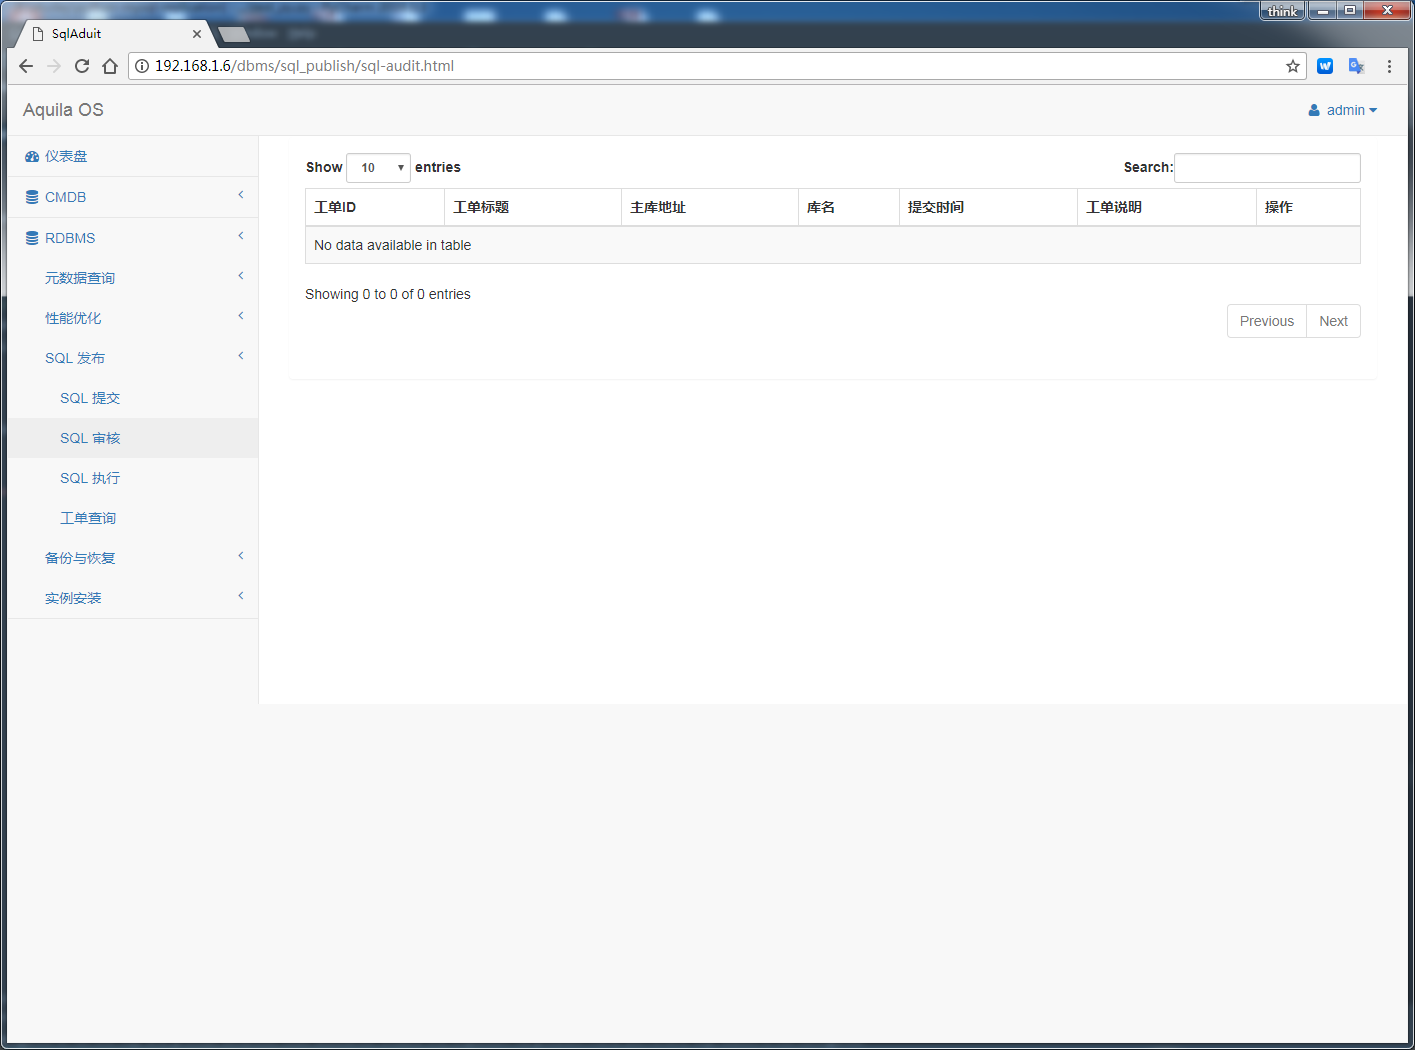 think
SqlAduit
192.168.1.6/dbms/sql_publish/sql-audit.html
Aquila OS
admin
仪表盘
CMDB
RDBMS
元数据查询
性能优化
SQL 发布
SQL 提交
SQL 审核
SQL 执行
工单查询
备份与恢复
实例安装
Show 10 entries
Search:
工单ID 工单标题 主库地址 库名 提交时间 工单说明 操作
No data available in table
Showing 0 to 0 of 0 entries
Previous Next